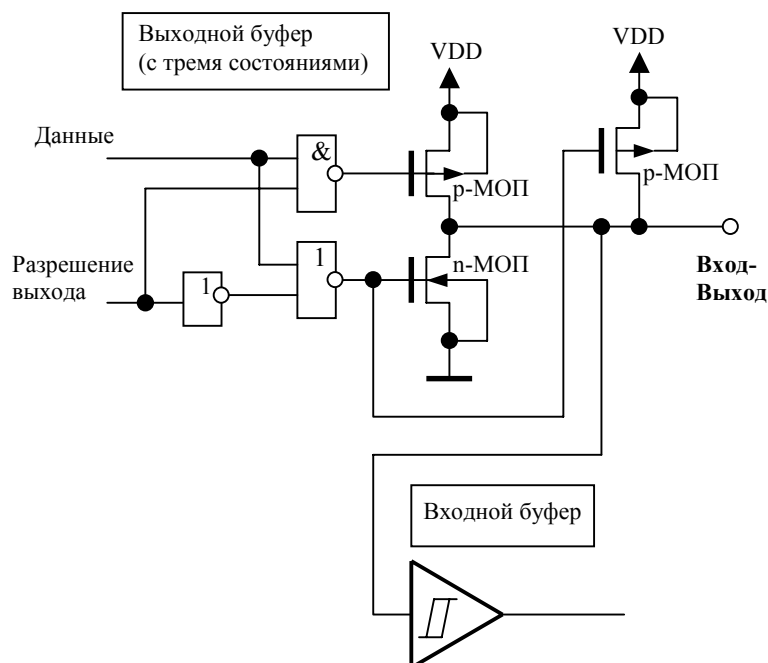 Выходной буфер
(с тремя состояниями)
VDD
VDD
Данные
&
p-МОП
p-МОП
Разрешение
выхода
1
1
n-МОП
Вход-
Выход
Входной буфер